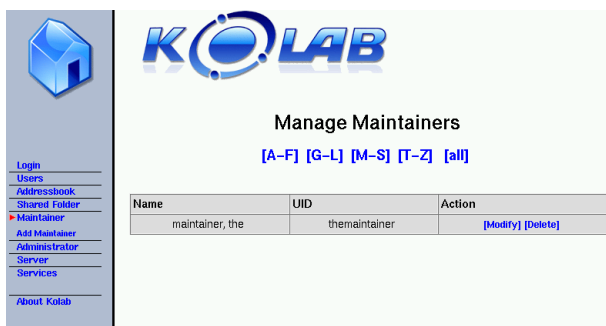 KOLAB
Manage Maintainers
[A-F] [G-L] [M-S] [T-Z] [all]
Login
Users
Addressbook
Shared Folder
Maintainer
Add Maintainer
Administrator
Server
Services
About Kolab
Name UID Action
maintainer, the themaintainer [Modify] [Delete]